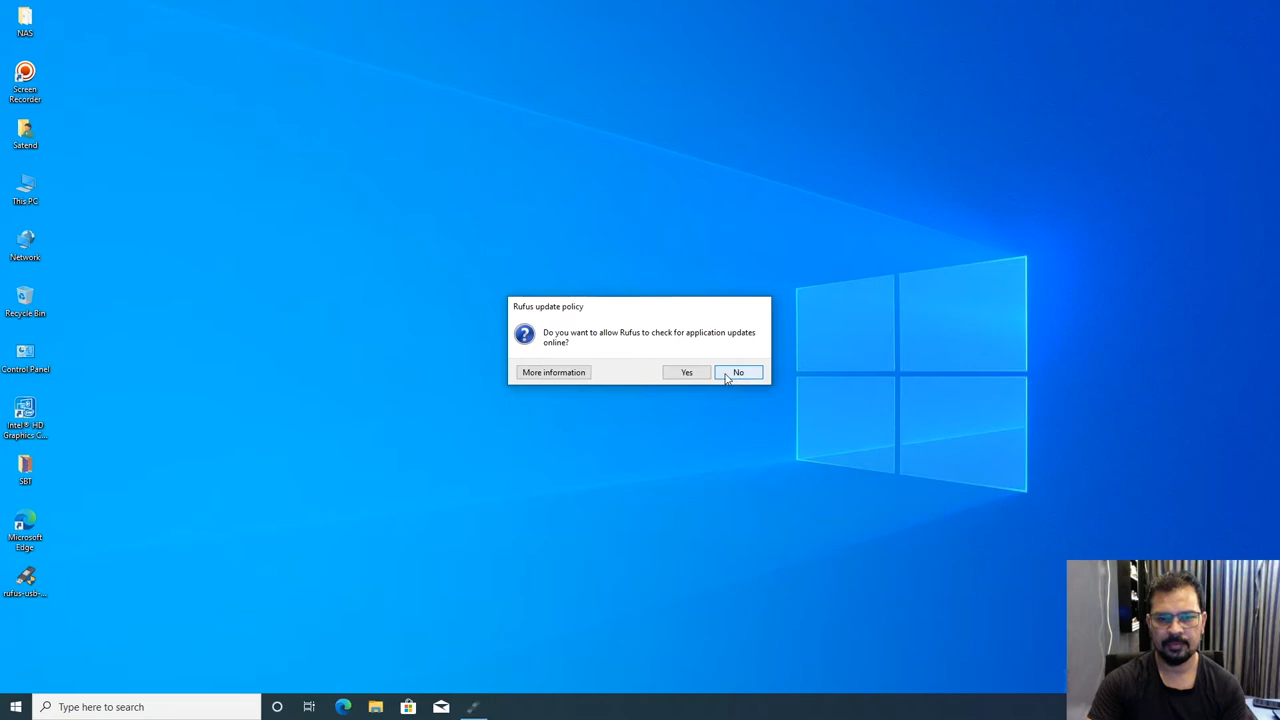 NAS
Screen
Recorder
Satend
This PC
Network
Recycle Bin
Control Panel
Intel® HD
Graphics C...
SBT
Microsoft
Edge
rufus-usb-...
Rufus update policy
Do you want to allow Rufus to check for application updates
online?
More information
Yes
No
Type here to search